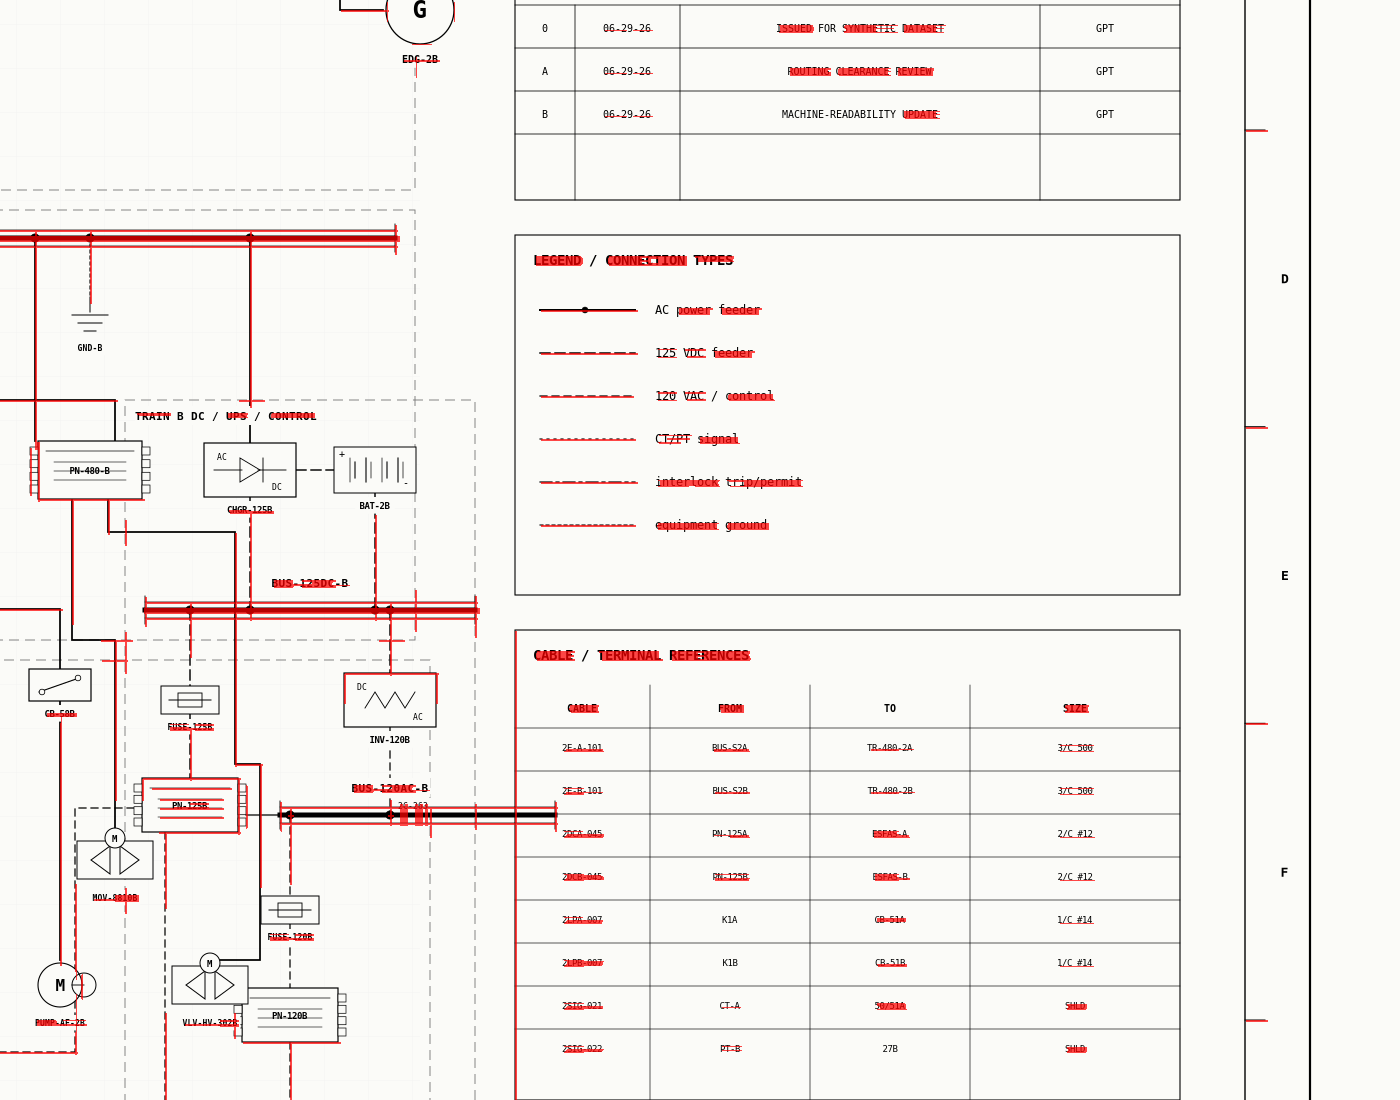 G
EDG-2B
0 06-29-26 ISSUED FOR SYNTHETIC DATASET GPT
A 06-29-26 ROUTING CLEARANCE REVIEW GPT
B 06-29-26 MACHINE-READABILITY UPDATE GPT
GND-B
TRAIN B DC / UPS / CONTROL
PN-480-B
AC
DC
CHGR-125B
+
-
BAT-2B
BUS-125DC-B
CB-50B
FUSE-125B
DC
AC
INV-120B
BUS-120AC-B
PN-125B
M
MOV-8810B
FUSE-120B
M
PUMP-AF-2B
M
VLV-HV-302B
PN-120B
LEGEND / CONNECTION TYPES
AC power feeder
125 VDC feeder
120 VAC / control
CT/PT signal
interlock trip/permit
equipment ground
CABLE / TERMINAL REFERENCES
CABLE FROM TO SIZE
2E-A-101 BUS-S2A TR-480-2A 3/C 500
2E-B-101 BUS-S2B TR-480-2B 3/C 500
2DCA-045 PN-125A ESFAS-A 2/C #12
2DCB-045 PN-125B ESFAS-B 2/C #12
2LPA-007 K1A CB-51A 1/C #14
2LPB-007 K1B CB-51B 1/C #14
2SIG-021 CT-A 50/51A SHLD
2SIG-022 PT-B 27B SHLD
D
E
F